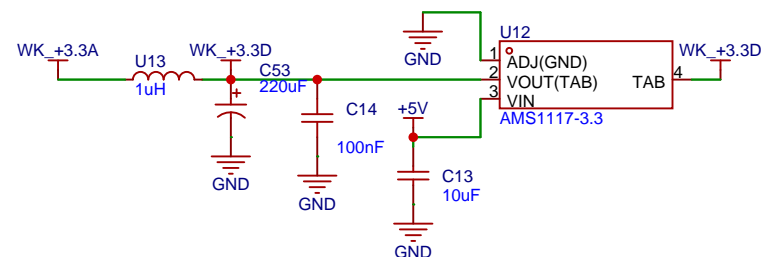 WK_+3.3A
U13
1uH
WK_+3.3D
C53
220uF
GND
C14
100nF
GND
GND
+5V
C13
10uF
GND
U12
1
ADJ(GND)
2
VOUT(TAB)
3
VIN
TAB
4
AMS1117-3.3
WK_+3.3D